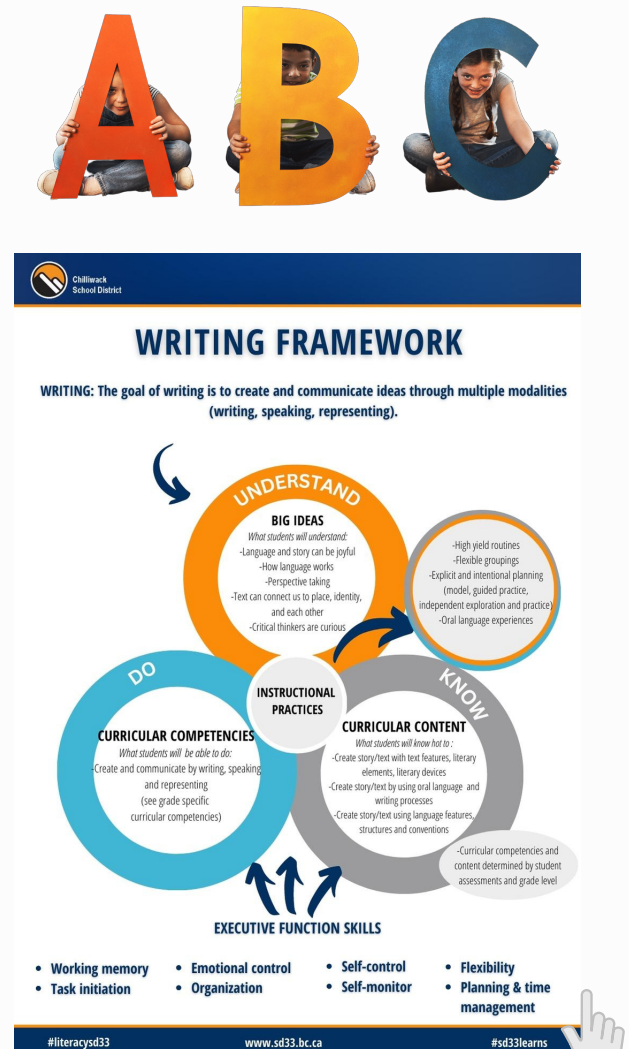 A B C
Chilliwack
School District
WRITING FRAMEWORK
WRITING: The goal of writing is to create and communicate ideas through multiple modalities
(writing, speaking, representing).
UNDERSTAND
BIG IDEAS
What students will understand:
-Language and story can be joyful
-How language works
-Perspective taking
-Text can connect us to place, identity,
and each other
-Critical thinkers are curious
-High yield routines
-Flexible groupings
-Explicit and intentional planning
(model, guided practice,
independent exploration and practice)
-Oral language experiences
INSTRUCTIONAL
PRACTICES
DO
CURRICULAR COMPETENCIES
What students will be able to do:
-Create and communicate by writing, speaking
and representing
(see grade specific
curricular competencies)
KNOW
CURRICULAR CONTENT
What students will know hot to :
-Create story/text with text features, literary
elements, literary devices
-Create story/text by using oral language and
writing processes
-Create story/text using language features,
structures and conventions
-Curricular competencies and
content determined by student
assessments and grade level
EXECUTIVE FUNCTION SKILLS
• Working memory
• Task initiation
• Emotional control
• Organization
• Self-control
• Self-monitor
• Flexibility
• Planning & time
management
#literacysd33
www.sd33.bc.ca
#sd33learns